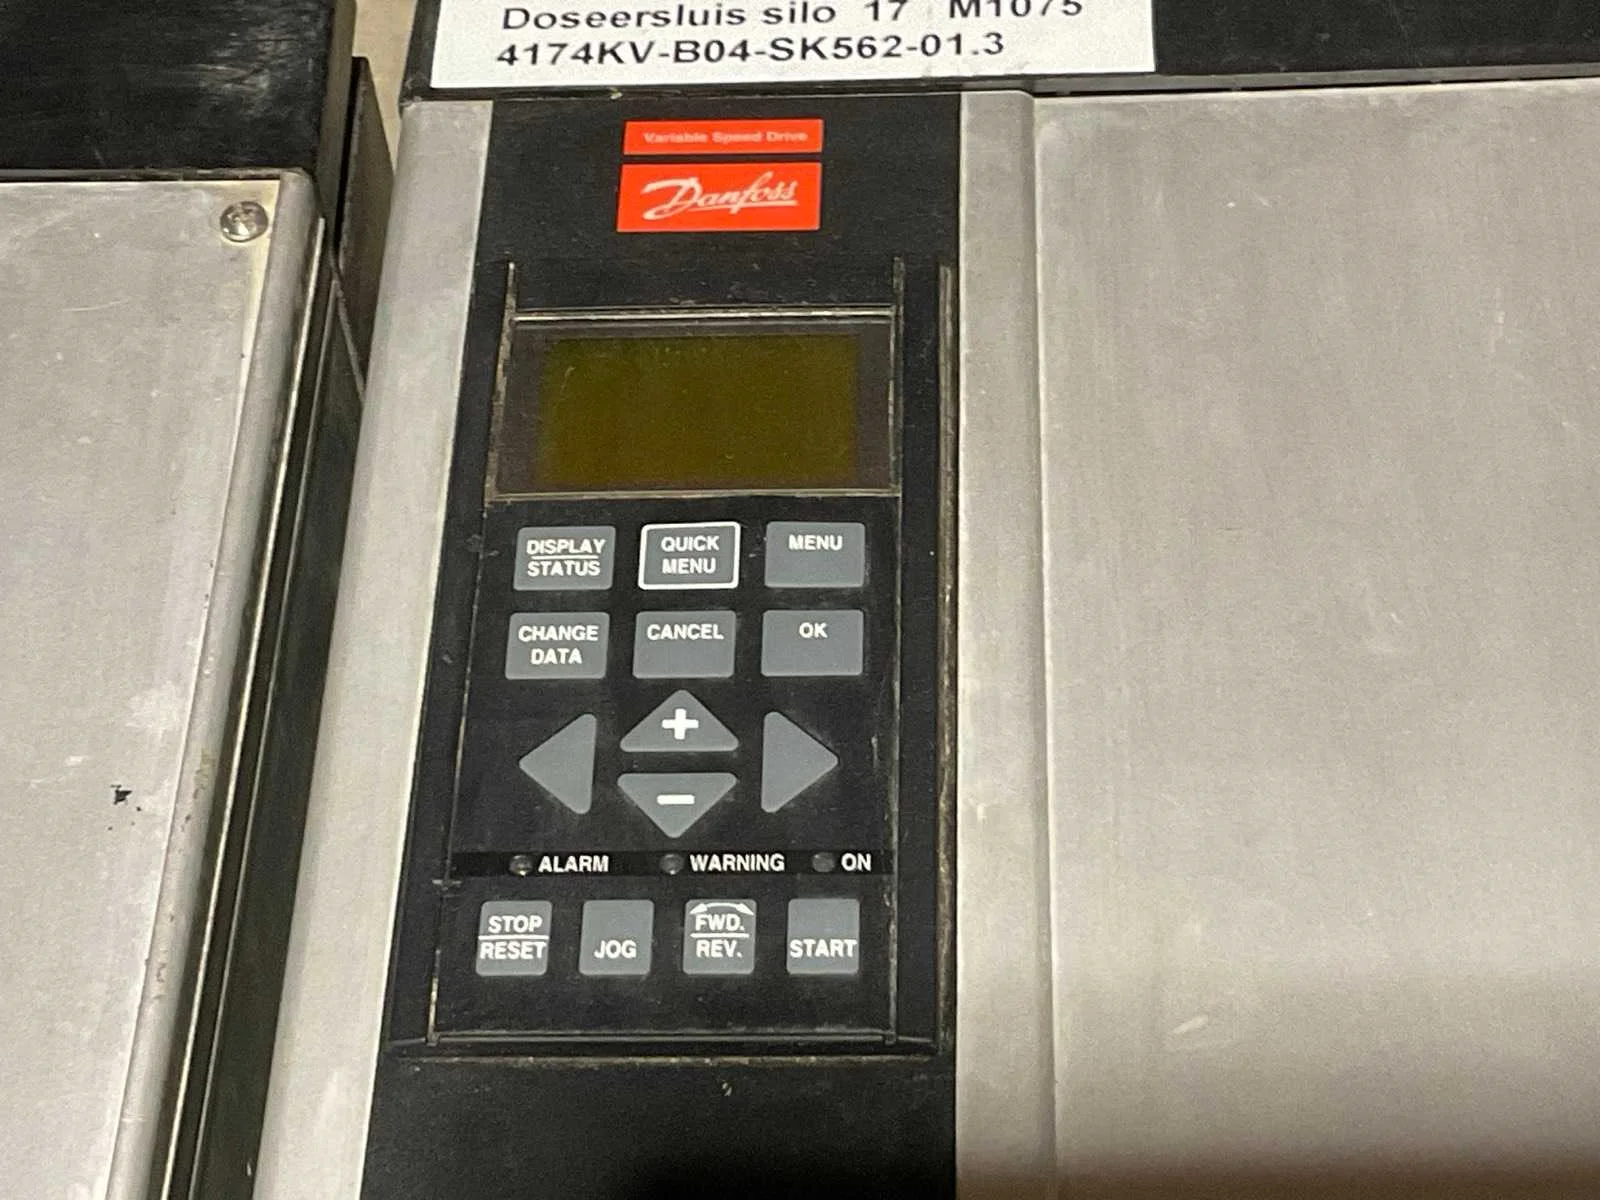 Doseersluis silo 17 M1075
4174KV-B04-SK562-01.3
Variable Speed Drive
Danfoss
DISPLAY
STATUS
QUICK
MENU
MENU
CHANGE
DATA
CANCEL
OK
+
-
ALARM
WARNING
ON
STOP
RESET
JOG
FWD.
REV.
START